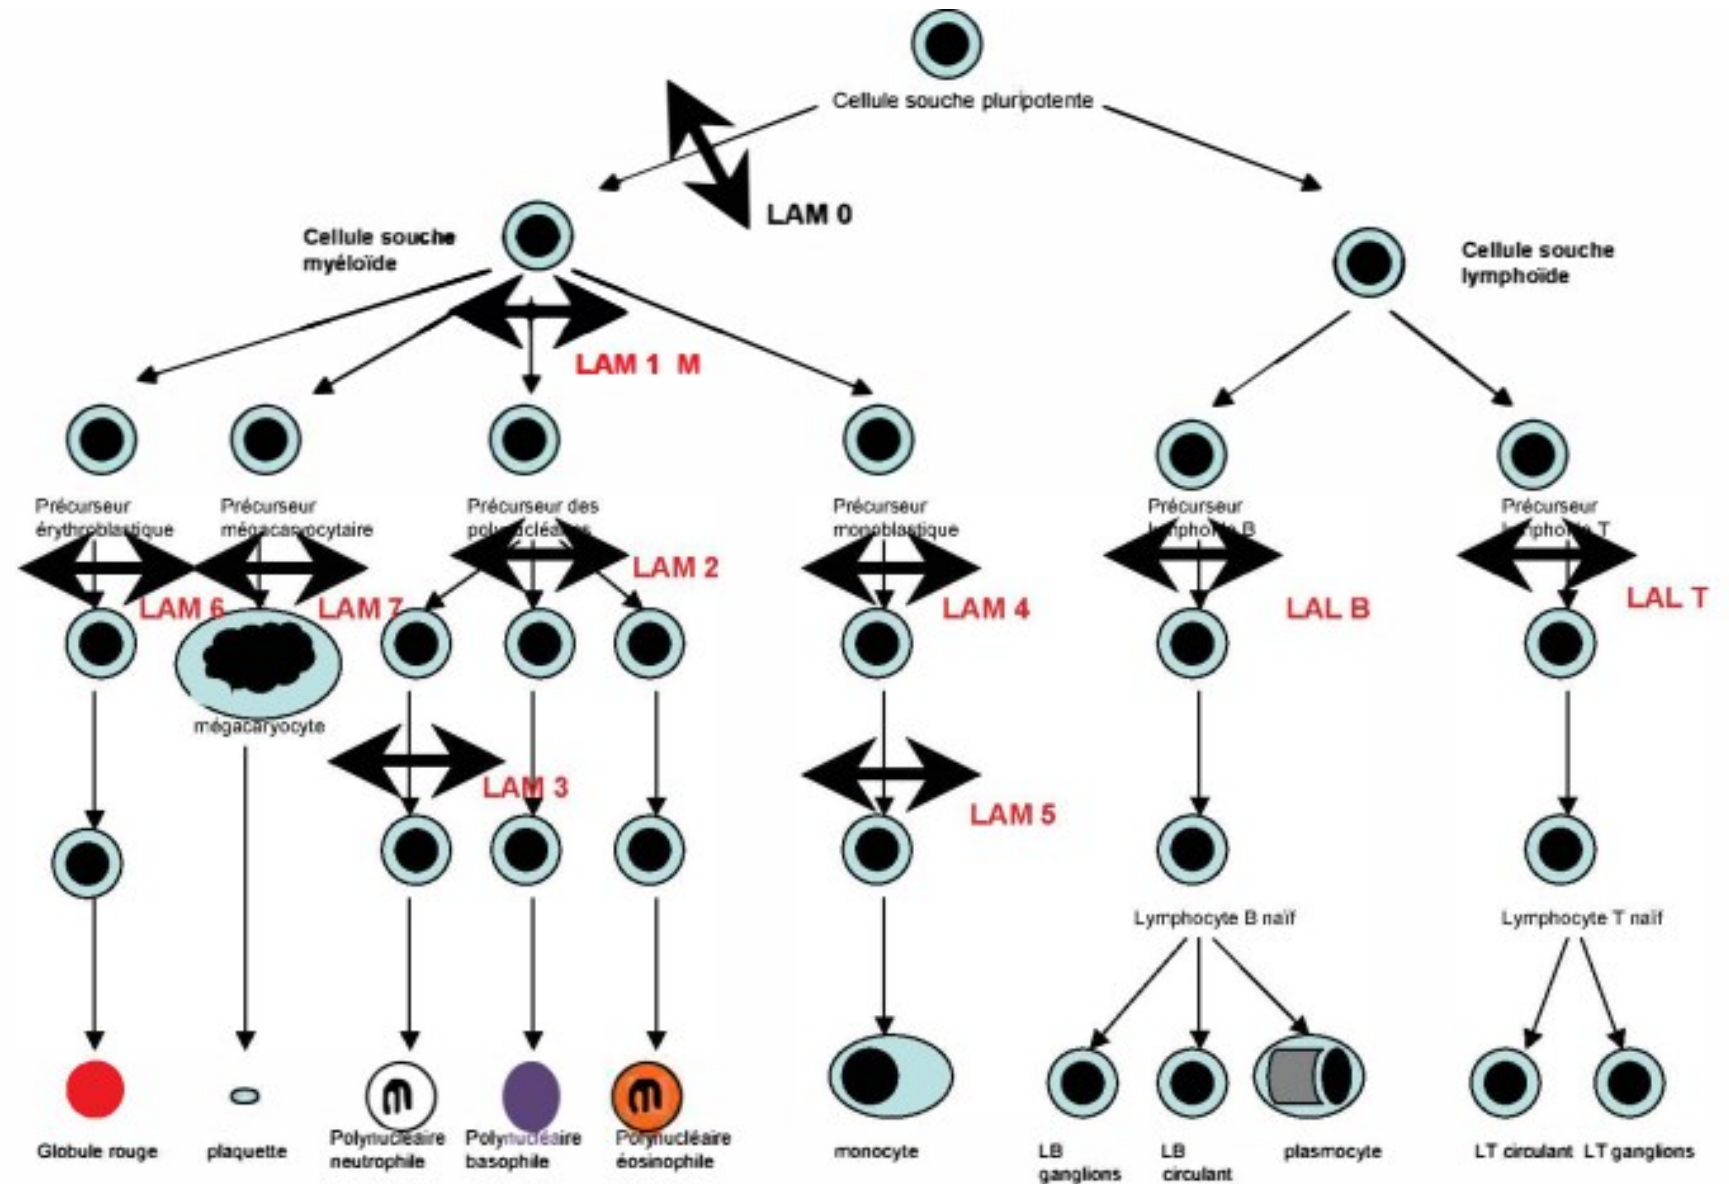 Cellule souche pluripotente
LAM 0
Cellule souche
myéloïde
Cellule souche
lymphoïde
LAM 1 M
Précurseur
érythroblastique
Précurseur
mégacaryocytaire
Précurseur des
polynucléaires
Précurseur
monoblastique
Précurseur
lymphoïde B
Précurseur
lymphoïde T
LAM 6
LAM 7
LAM 2
LAM 4
LAL B
LAL T
mégacaryocyte
LAM 3
LAM 5
Lymphocyte B naïf
Lymphocyte T naïf
Globule rouge
plaquette
Polynucléaire
neutrophile
Polynucléaire
basophile
Polynucléaire
éosinophile
monocyte
LB
ganglions
LB
circulant
plasmocyte
LT circulant
LT ganglions